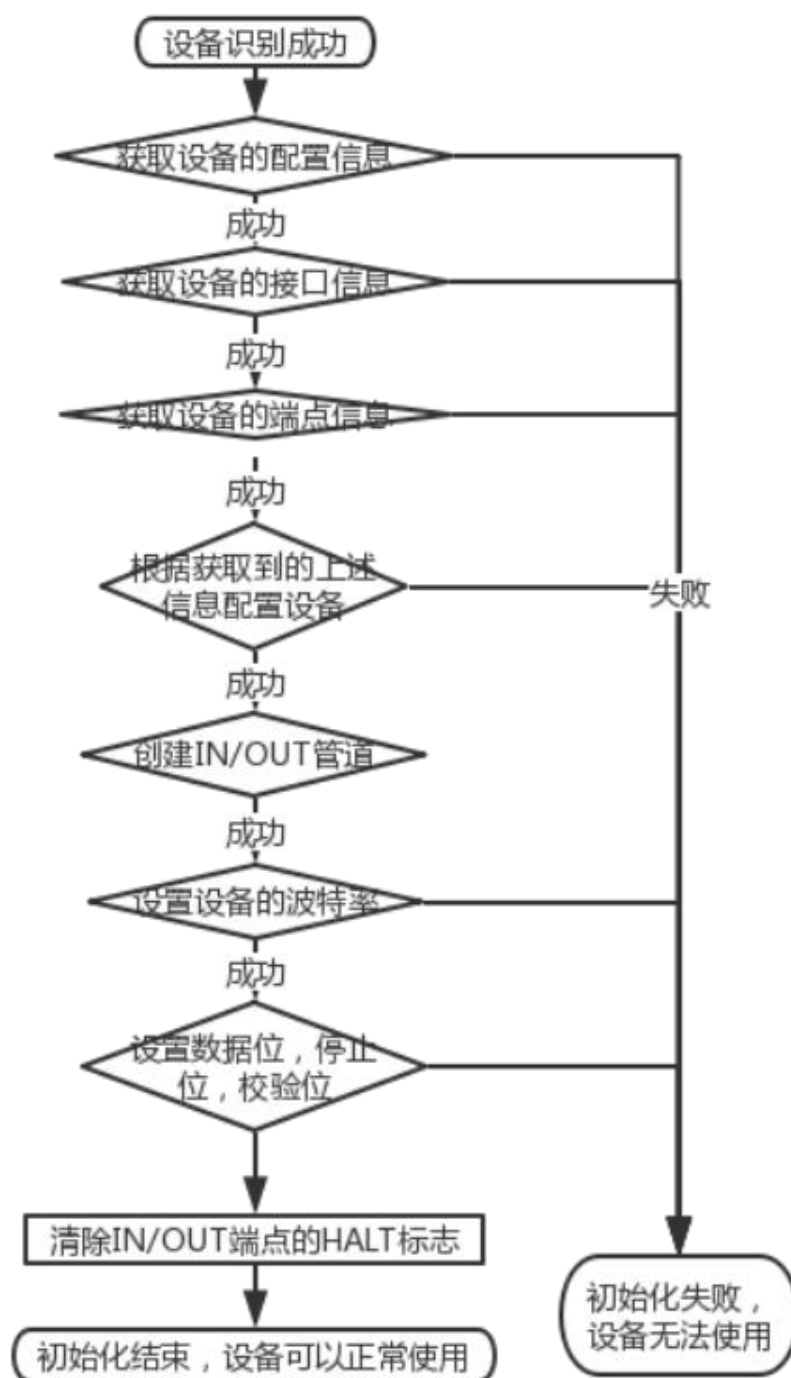 设备识别成功
获取设备的配置信息
成功
获取设备的接口信息
成功
获取设备的端点信息
成功
根据获取到的上述
信息配置设备
失败
成功
创建IN/OUT管道
成功
设置设备的波特率
成功
设置数据位，停止
位，校验位
清除IN/OUT端点的HALT标志
初始化失败，
设备无法使用
初始化结束，设备可以正常使用